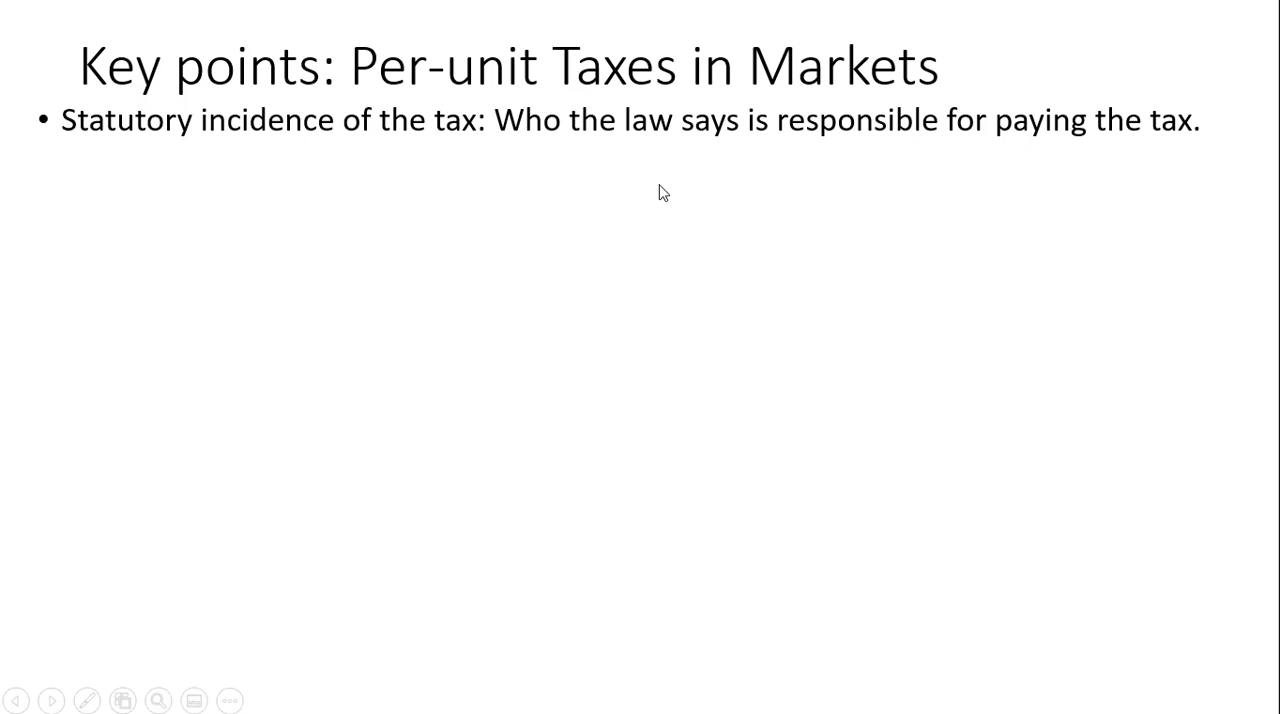 Key points: Per-unit Taxes in Markets
• Statutory incidence of the tax: Who the law says is responsible for paying the tax.